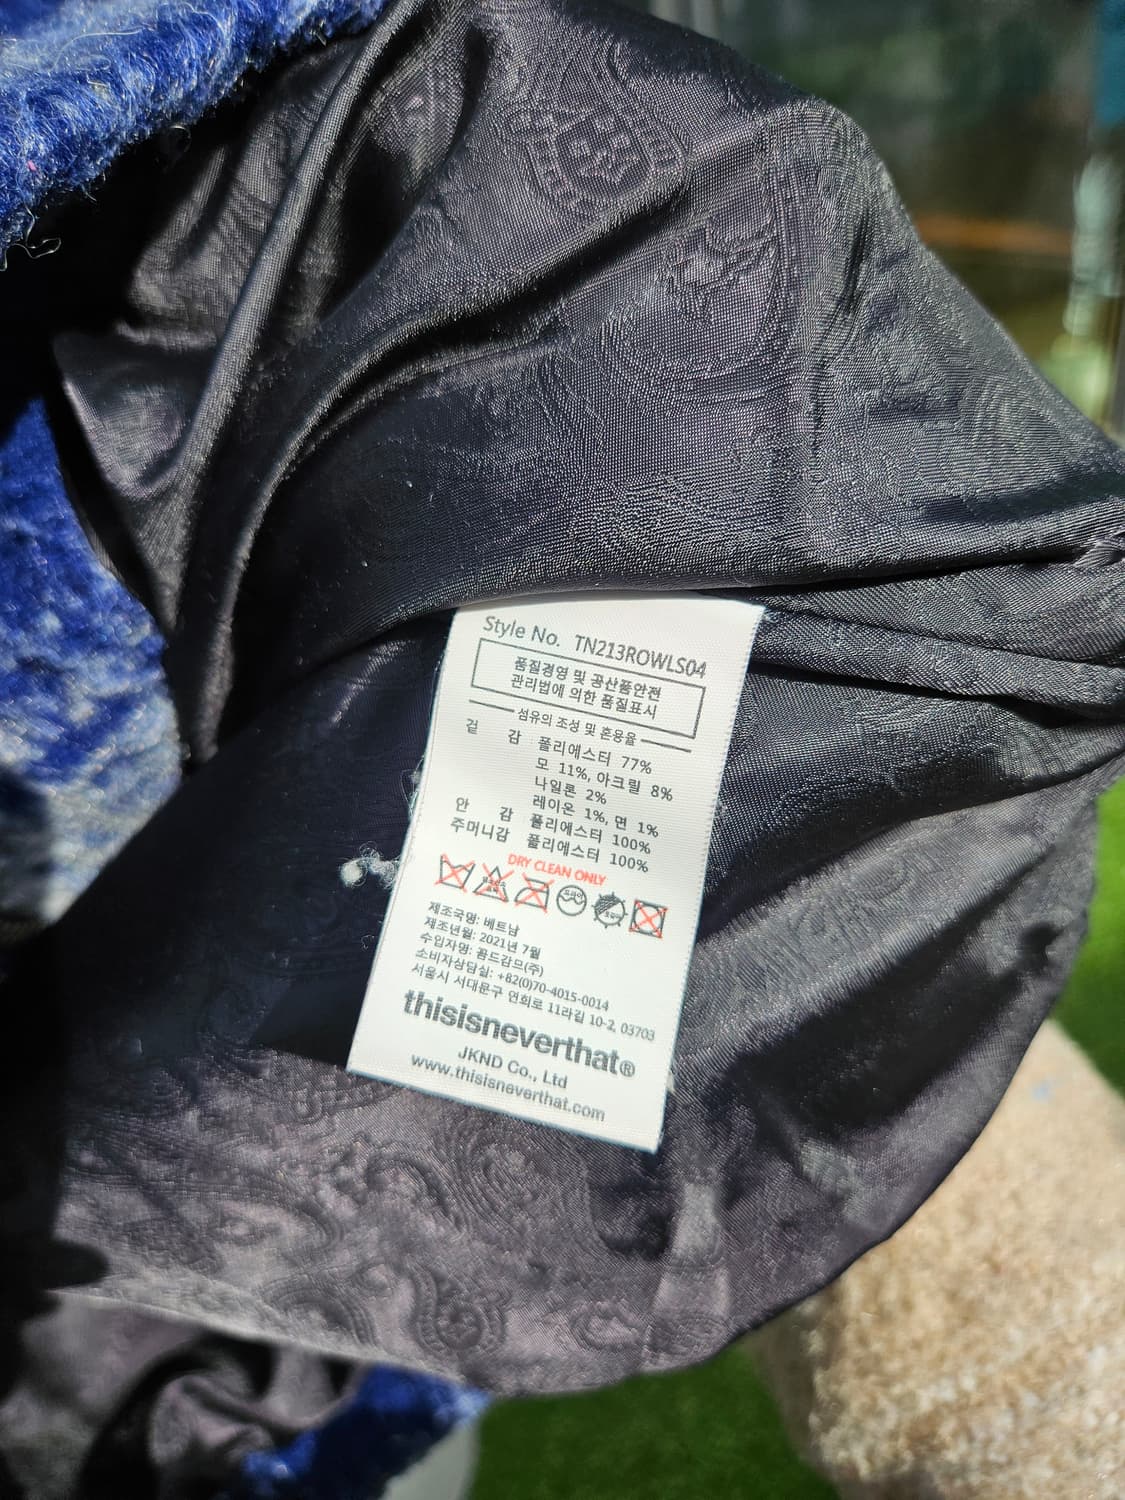 Style No. TN213ROWLS04
품질경영 및 공산품안전
관리법에 의한 품질표시
섬유의 조성 및 혼용율
겉 감 폴리에스터 77%
모 11%, 아크릴 8%
나일론 2%
레이온 1%, 면 1%
안 감 폴리에스터 100%
주머니감 폴리에스터 100%
DRY CLEAN ONLY
드라이
제조국명: 베트남
제조년월: 2021년 7월
수입자명: 꼼드감므(주)
소비자상담실: +82(0)70-4015-0014
서울시 서대문구 연희로 11라길 10-2, 03703
thisisneverthat®
JKND Co., Ltd
www.thisisneverthat.com